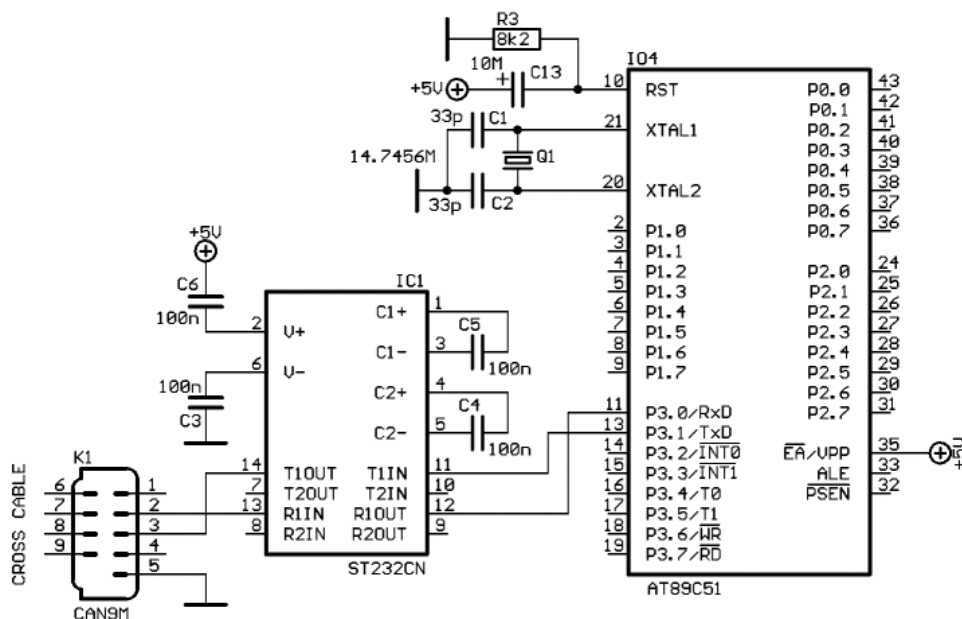 R3
8k2
10M
C13
+5V
33p
C1
14.7456M
Q1
33p
C2
IO4
10 RST
21 XTAL1
20 XTAL2
2 P1.0
3 P1.1
4 P1.2
5 P1.3
6 P1.4
7 P1.5
8 P1.6
9 P1.7
11 P3.0/RxD
13 P3.1/TxD
14 P3.2/INT0
15 P3.3/INT1
16 P3.4/T0
17 P3.5/T1
18 P3.6/WR
19 P3.7/RD
P0.0 43
P0.1 42
P0.2 41
P0.3 40
P0.4 39
P0.5 38
P0.6 37
P0.7 36
P2.0 24
P2.1 25
P2.2 26
P2.3 27
P2.4 28
P2.5 29
P2.6 30
P2.7 31
EA/VPP 35
+5V
ALE 33
PSEN 32
AT89C51
+5V
C6
100n
100n
C3
IC1
2 V+
6 V-
14 T1OUT
7 T2OUT
13 R1IN
8 R2IN
C1+ 1
C1- 3
C2+ 4
C2- 5
T1IN 11
T2IN 10
R1OUT 12
R2OUT 9
ST232CN
C5
100n
C4
100n
K1
6 1
7 2
8 3
9 4
5
CAN9M
CROSS CABLE